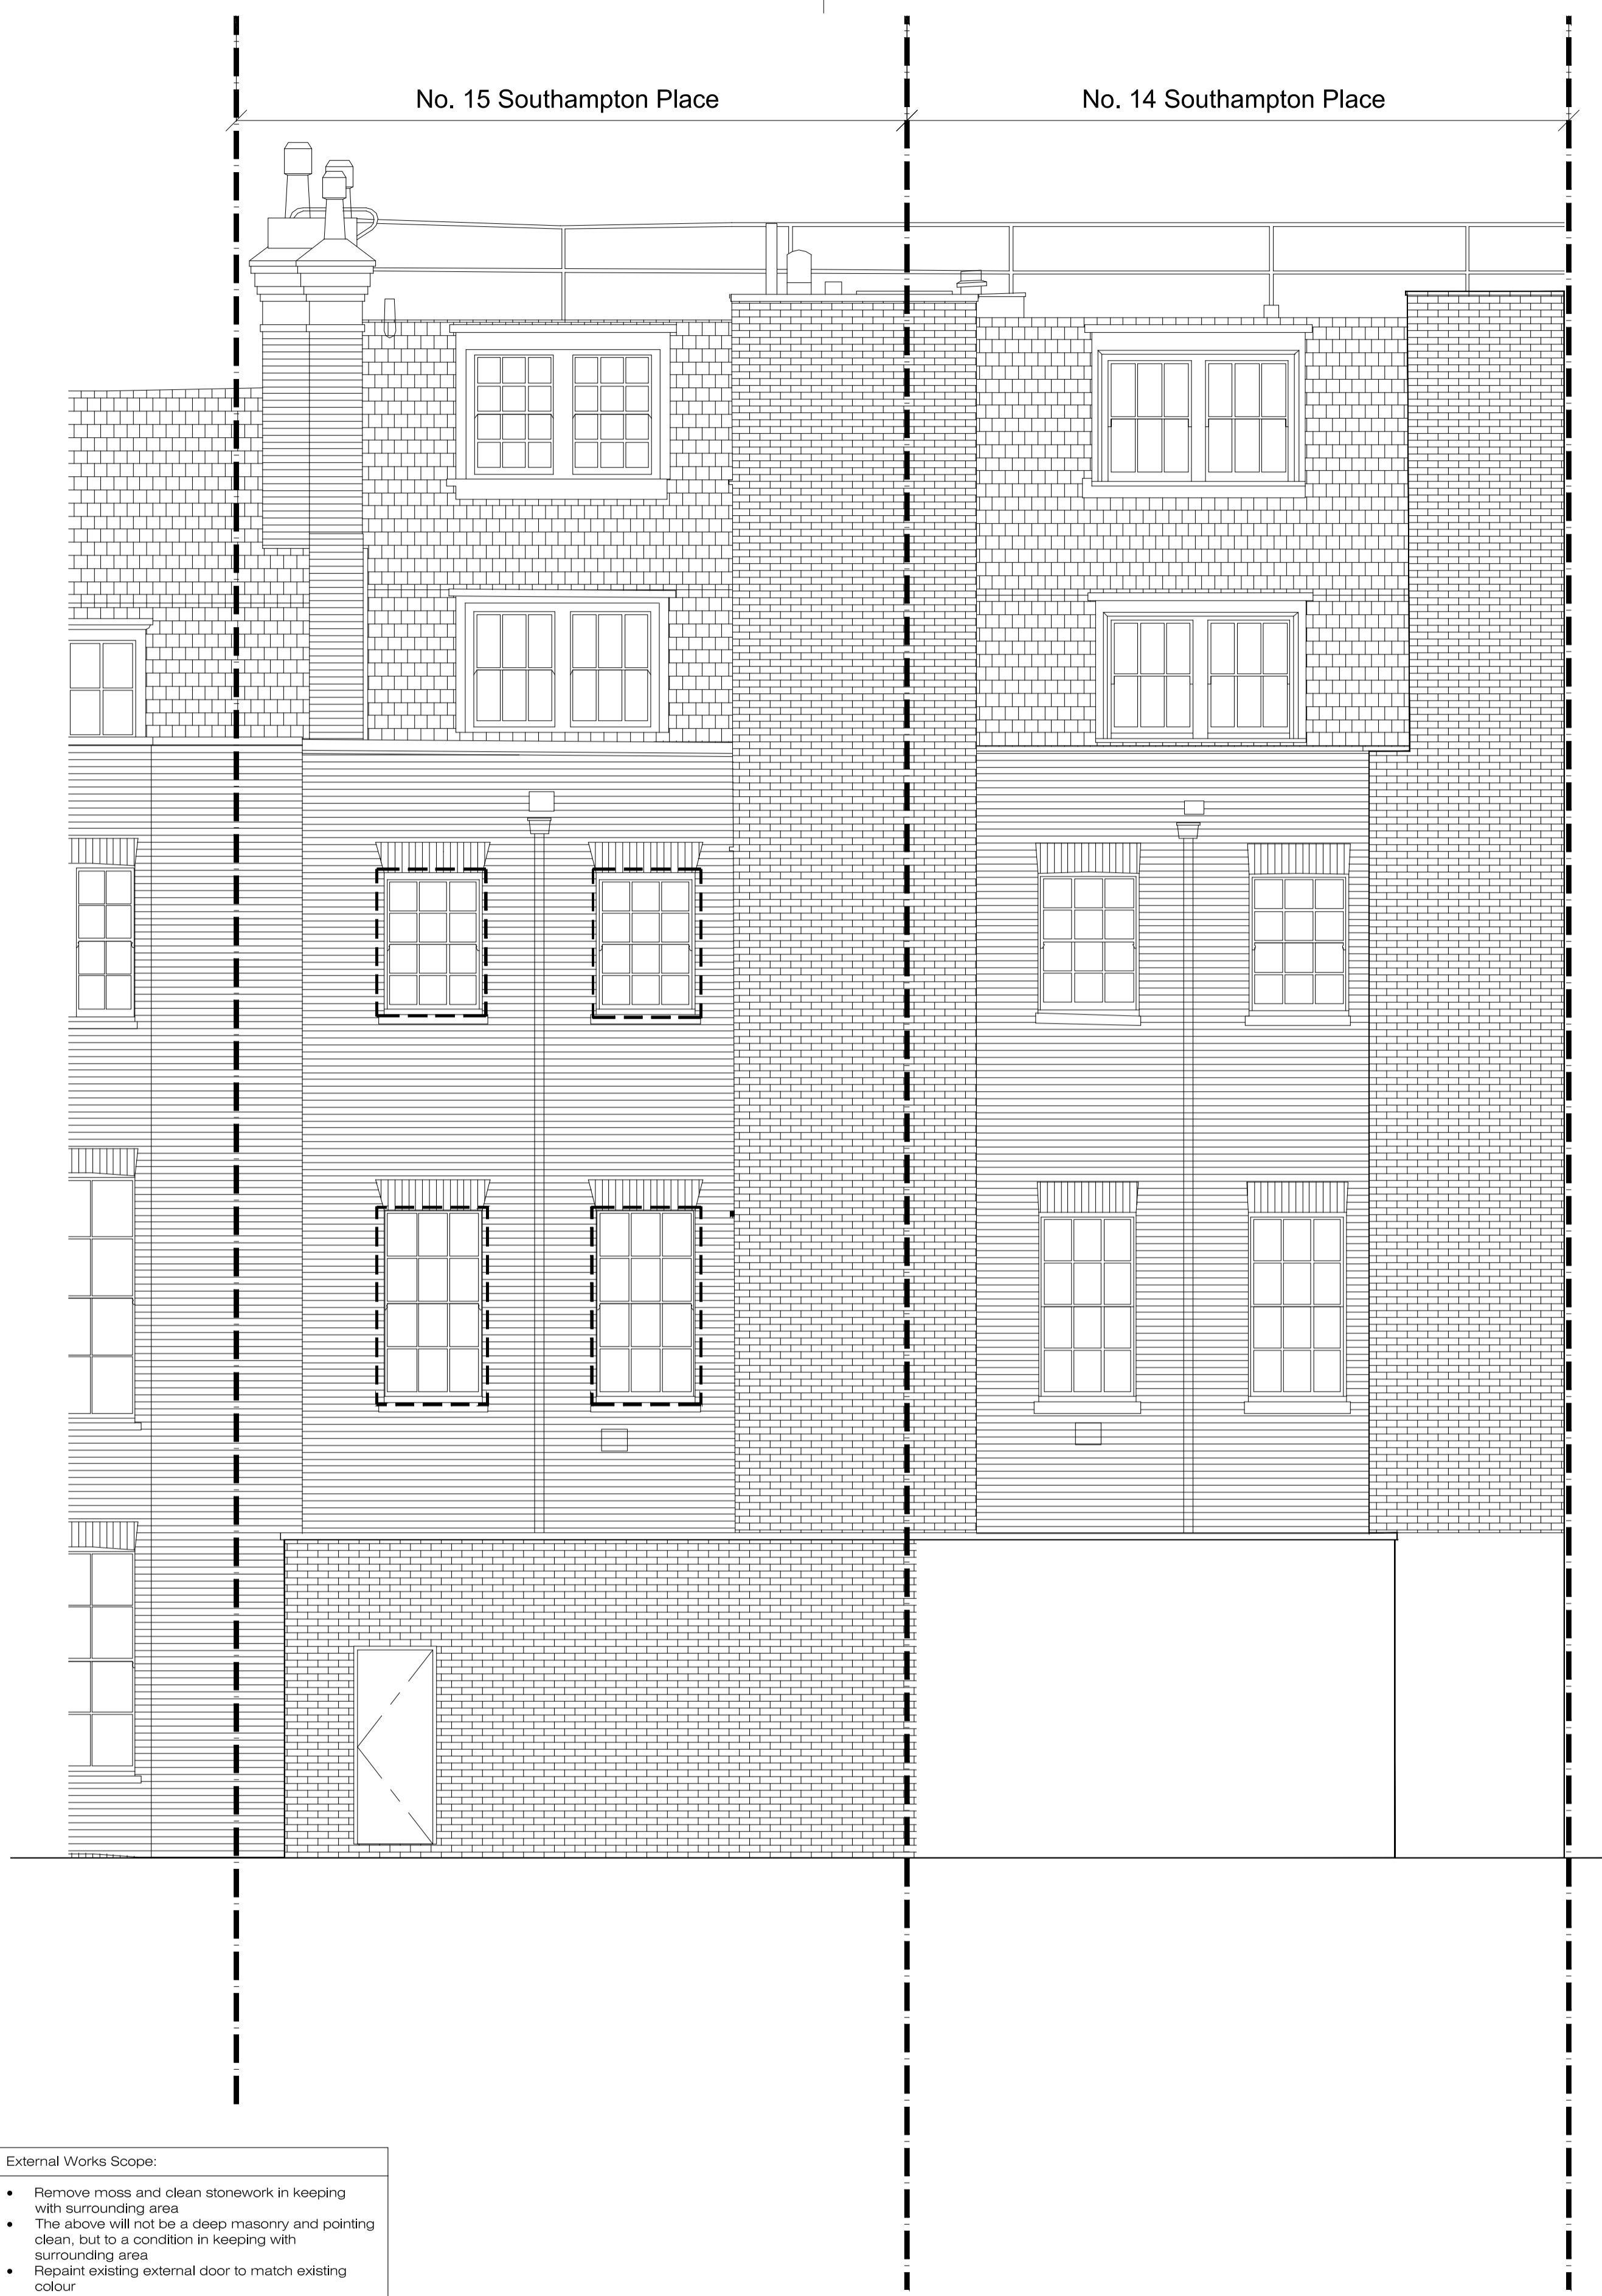 No. 15 Southampton Place
No. 14 Southampton Place
External Works Scope:
• Remove moss and clean stonework in keeping
with surrounding area
• The above will not be a deep masonry and pointing
clean, but to a condition in keeping with
surrounding area
• Repaint existing external door to match existing
colour